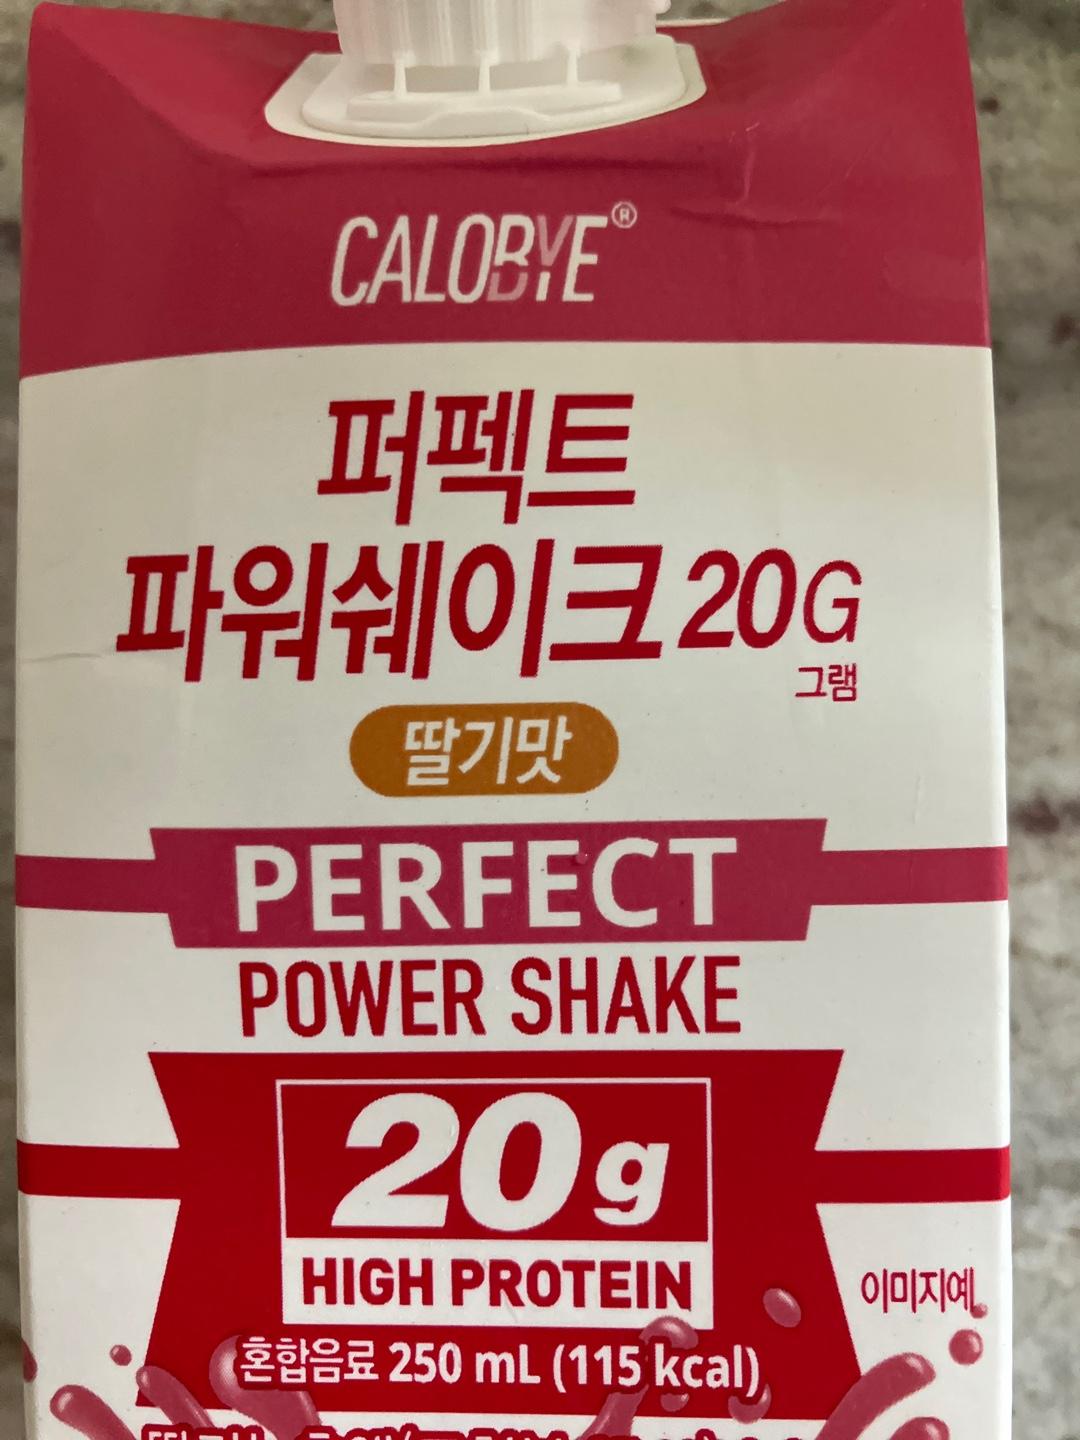 CALOBYE®
퍼펙트
파워쉐이크 20G
그램
딸기맛
PERFECT
POWER SHAKE
20g
HIGH PROTEIN
이미지예
혼합음료 250 mL (115 kcal)